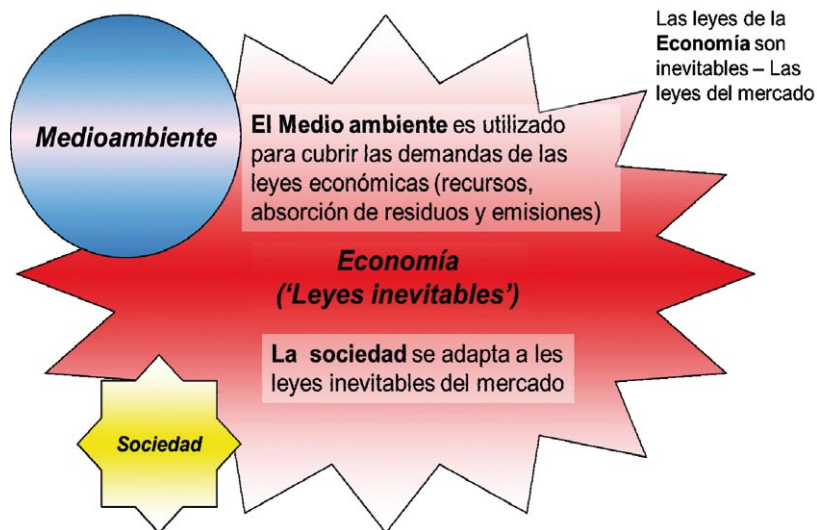 Las leyes de la
Economía son
inevitables – Las
leyes del mercado
Medioambiente
El Medio ambiente es utilizado
para cubrir las demandas de las
leyes económicas (recursos,
absorción de residuos y emisiones)
Economía
(‘Leyes inevitables’)
La sociedad se adapta a les
leyes inevitables del mercado
Sociedad